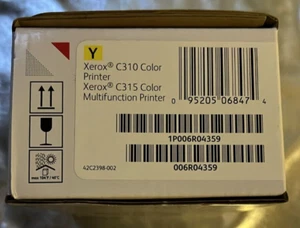 Y
Xerox® C310 Color
Printer
Xerox® C315 Color
Multifunction Printer
0 95205 06847 4
1P006R04359
42C2398-002
006R04359